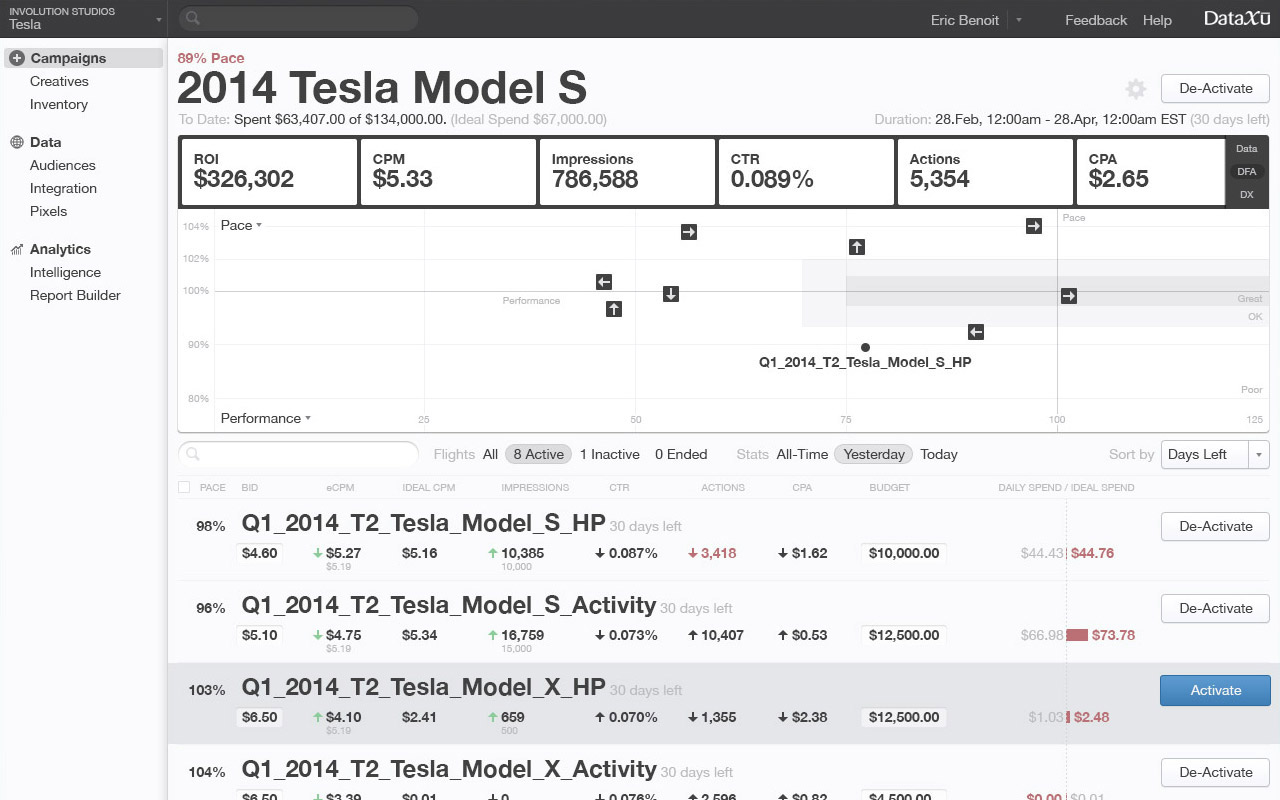 INVOLUTION STUDIOS
Tesla
Eric Benoit Feedback Help DataXu
Campaigns
Creatives
Inventory
Data
Audiences
Integration
Pixels
Analytics
Intelligence
Report Builder
89% Pace
2014 Tesla Model S
De-Activate
To Date: Spent $63,407.00 of $134,000.00. (Ideal Spend $67,000.00)
Duration: 28.Feb, 12:00am - 28.Apr, 12:00am EST (30 days left)
ROI CPM Impressions CTR Actions CPA
$326,302 $5.33 786,588 0.089% 5,354 $2.65
Data
DFA
DX
Pace
104% Pace
102%
100%
Performance Great
OK
90%
Q1_2014_T2_Tesla_Model_S_HP
Poor
80%
Performance 25 50 75 100 125
Flights All 8 Active 1 Inactive 0 Ended Stats All-Time Yesterday Today Sort by Days Left
PACE BID eCPM IDEAL CPM IMPRESSIONS CTR ACTIONS CPA BUDGET DAILY SPEND / IDEAL SPEND
98% Q1_2014_T2_Tesla_Model_S_HP 30 days left De-Activate
$4.60 $5.27 $5.16 10,385 0.087% 3,418 $1.62 $10,000.00 $44.43 $44.76
$5.19 10,000
96% Q1_2014_T2_Tesla_Model_S_Activity 30 days left De-Activate
$5.10 $4.75 $5.34 16,759 0.073% 10,407 $0.53 $12,500.00 $66.98 $73.78
$5.19 15,000
103% Q1_2014_T2_Tesla_Model_X_HP 30 days left Activate
$6.50 $4.10 $2.41 659 0.070% 1,355 $2.38 $12,500.00 $1.03 $2.48
$5.19 500
104% Q1_2014_T2_Tesla_Model_X_Activity 30 days left De-Activate
$6.50 $3.39 $0.01 0 0.076% 2,596 $0.82 $4,500.00 $0.00 $0.01